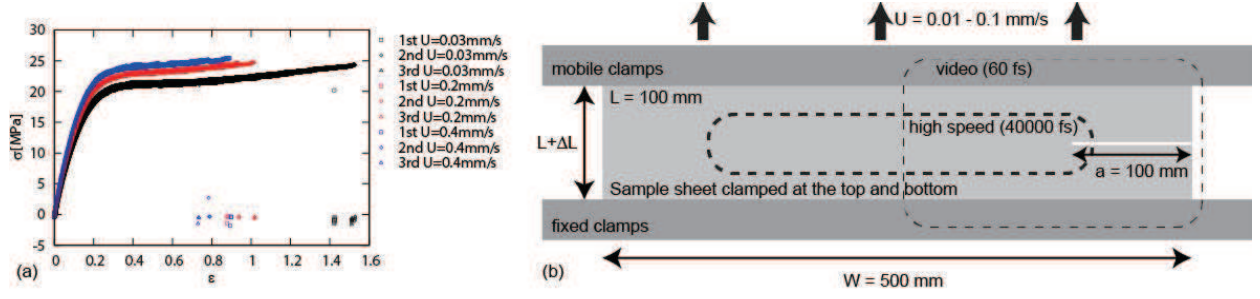 30
25
20
15
10
5
0
-5
σ[MPa]
0
0.2
0.4
0.6
0.8
1
1.2
1.4
1.6
ε
(a)
1st U=0.03mm/s
2nd U=0.03mm/s
3rd U=0.03mm/s
1st U=0.2mm/s
2nd U=0.2mm/s
3rd U=0.2mm/s
1st U=0.4mm/s
2nd U=0.4mm/s
3rd U=0.4mm/s
U = 0.01 - 0.1 mm/s
mobile clamps
video (60 fs)
L = 100 mm
high speed (40000 fs)
L+ΔL
a = 100 mm
Sample sheet clamped at the top and bottom
fixed clamps
(b)
W = 500 mm